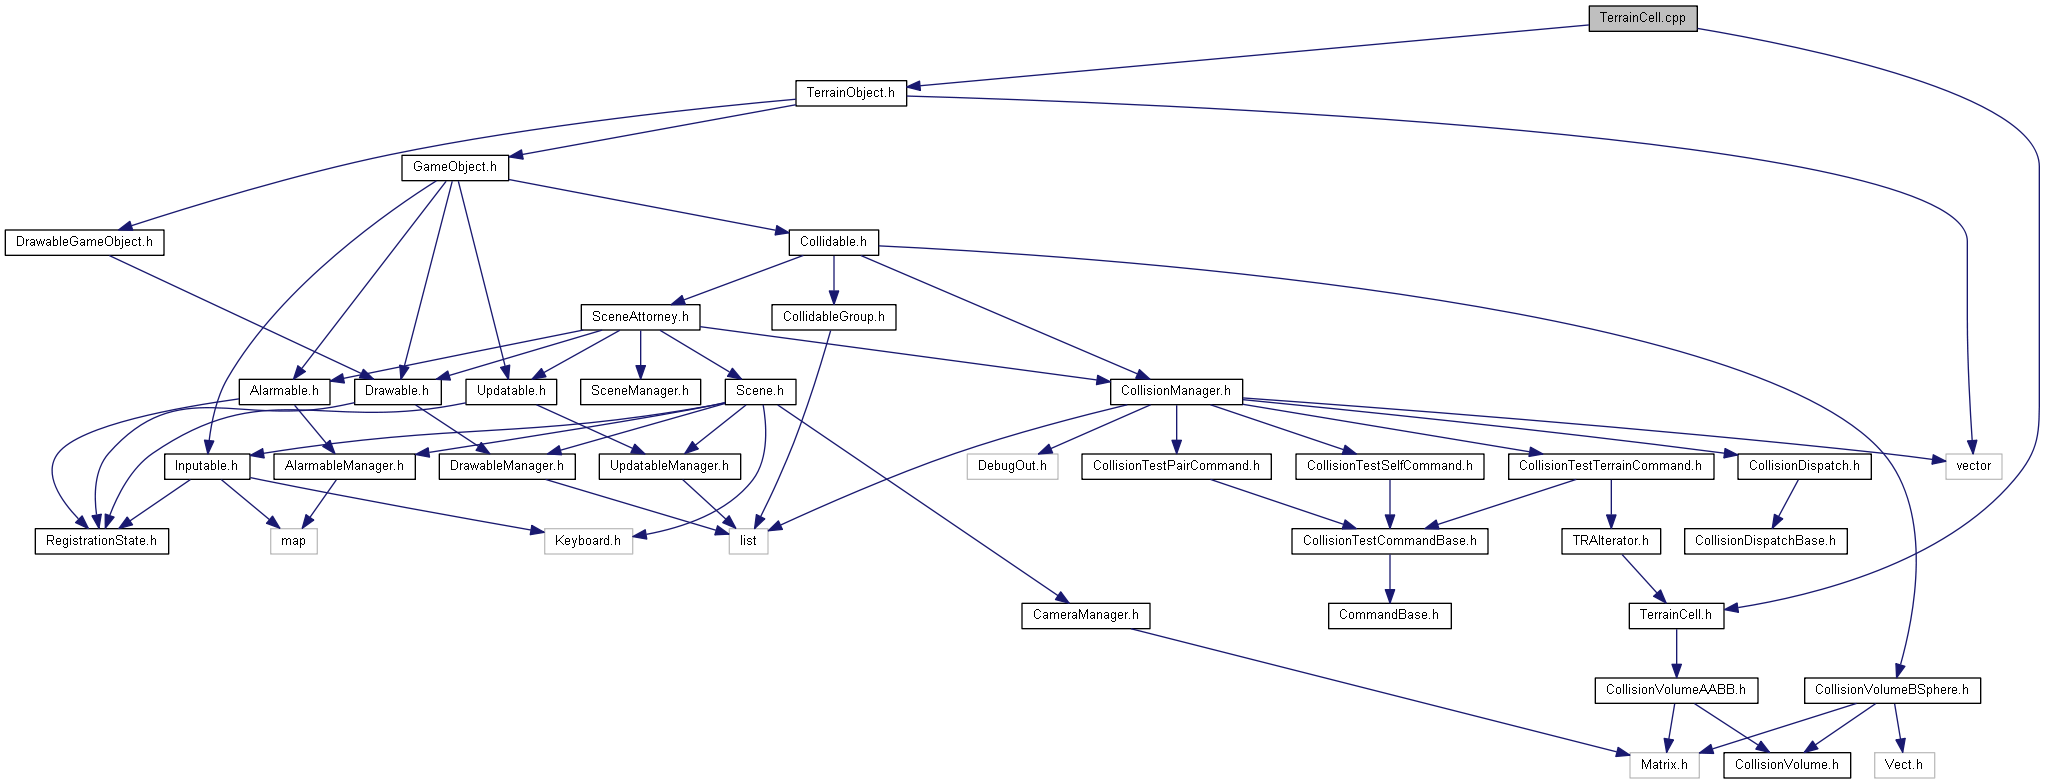 TerrainCell.cpp
TerrainObject.h
GameObject.h
DrawableGameObject.h
Collidable.h
SceneAttorney.h
CollidableGroup.h
Alarmable.h
Drawable.h
Updatable.h
SceneManager.h
Scene.h
CollisionManager.h
Inputable.h
AlarmableManager.h
DrawableManager.h
UpdatableManager.h
DebugOut.h
CollisionTestPairCommand.h
CollisionTestSelfCommand.h
CollisionTestTerrainCommand.h
CollisionDispatch.h
vector
RegistrationState.h
map
Keyboard.h
list
CollisionTestCommandBase.h
TRAIterator.h
CollisionDispatchBase.h
CameraManager.h
CommandBase.h
TerrainCell.h
CollisionVolumeAABB.h
CollisionVolumeBSphere.h
Matrix.h
CollisionVolume.h
Vect.h